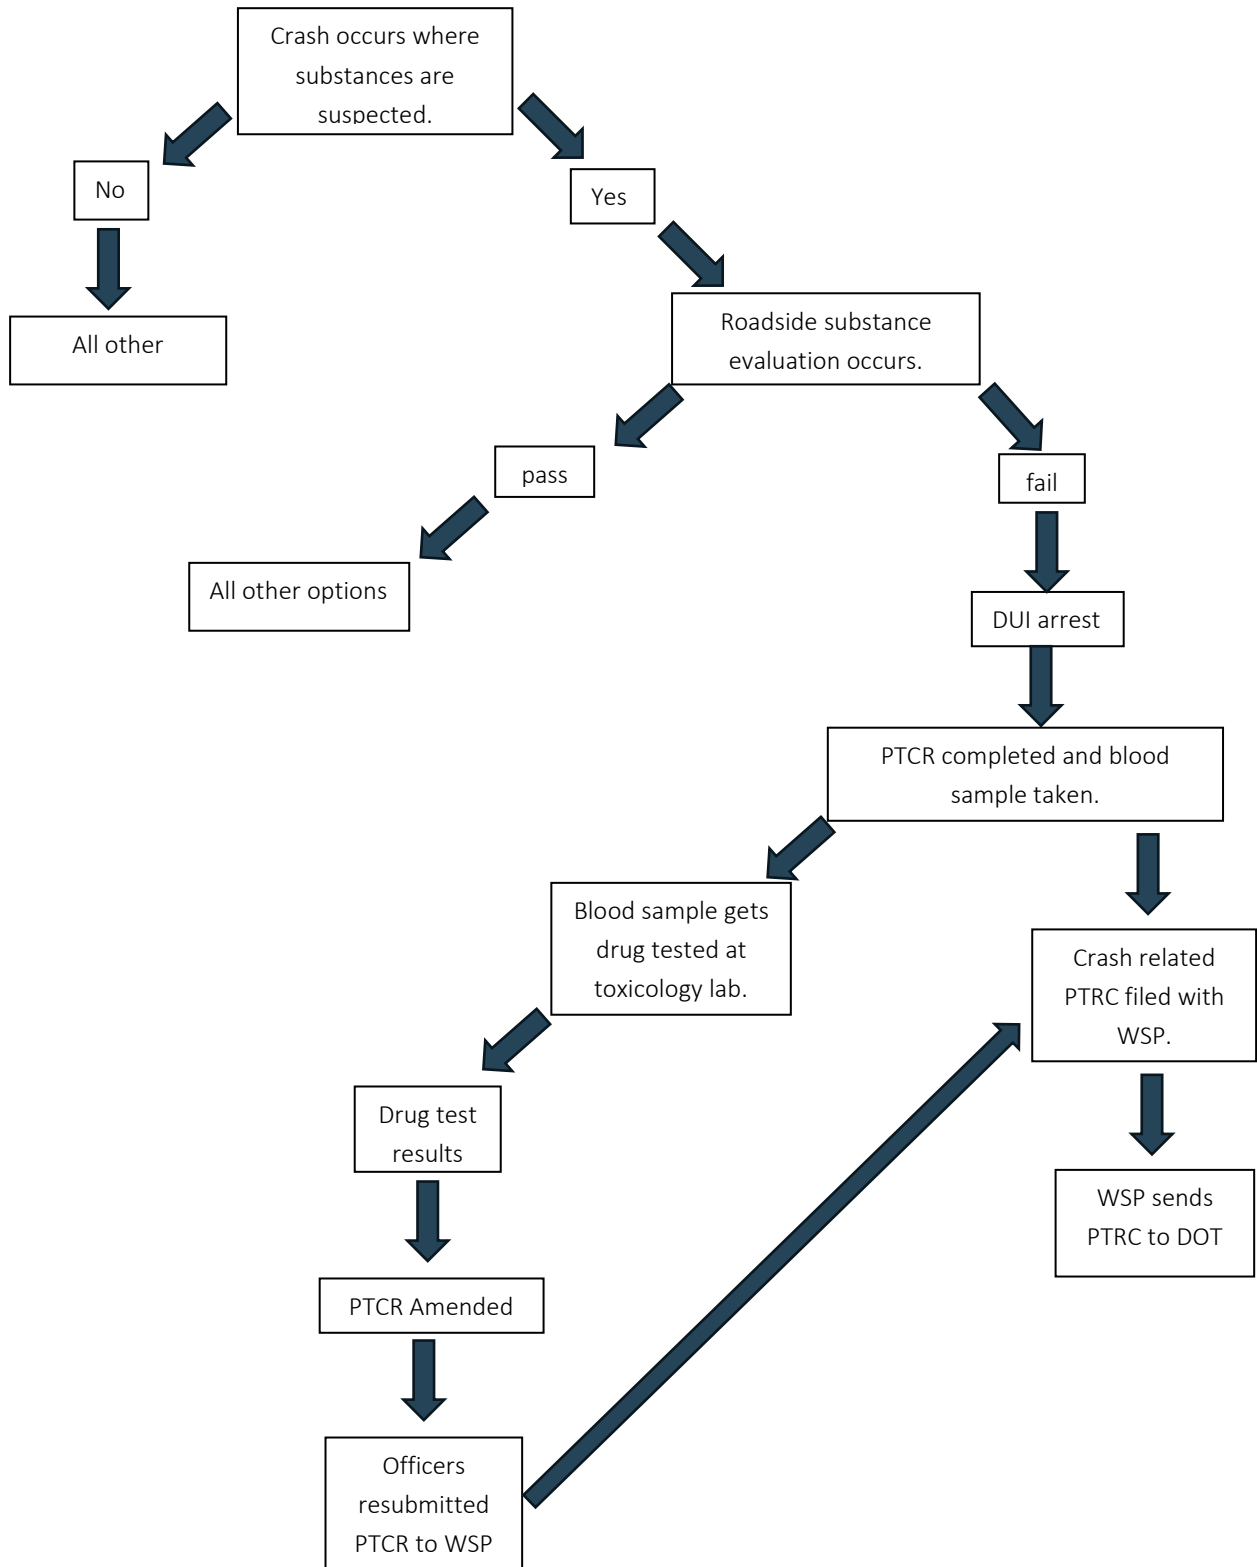 Crash occurs where
substances are
suspected.
No
Yes
All other
Roadside substance
evaluation occurs.
pass
fail
All other options
DUI arrest
PTCR completed and blood
sample taken.
Blood sample gets
drug tested at
toxicology lab.
Crash related
PTRC filed with
WSP.
Drug test
results
WSP sends
PTRC to DOT
PTCR Amended
Officers
resubmitted
PTCR to WSP